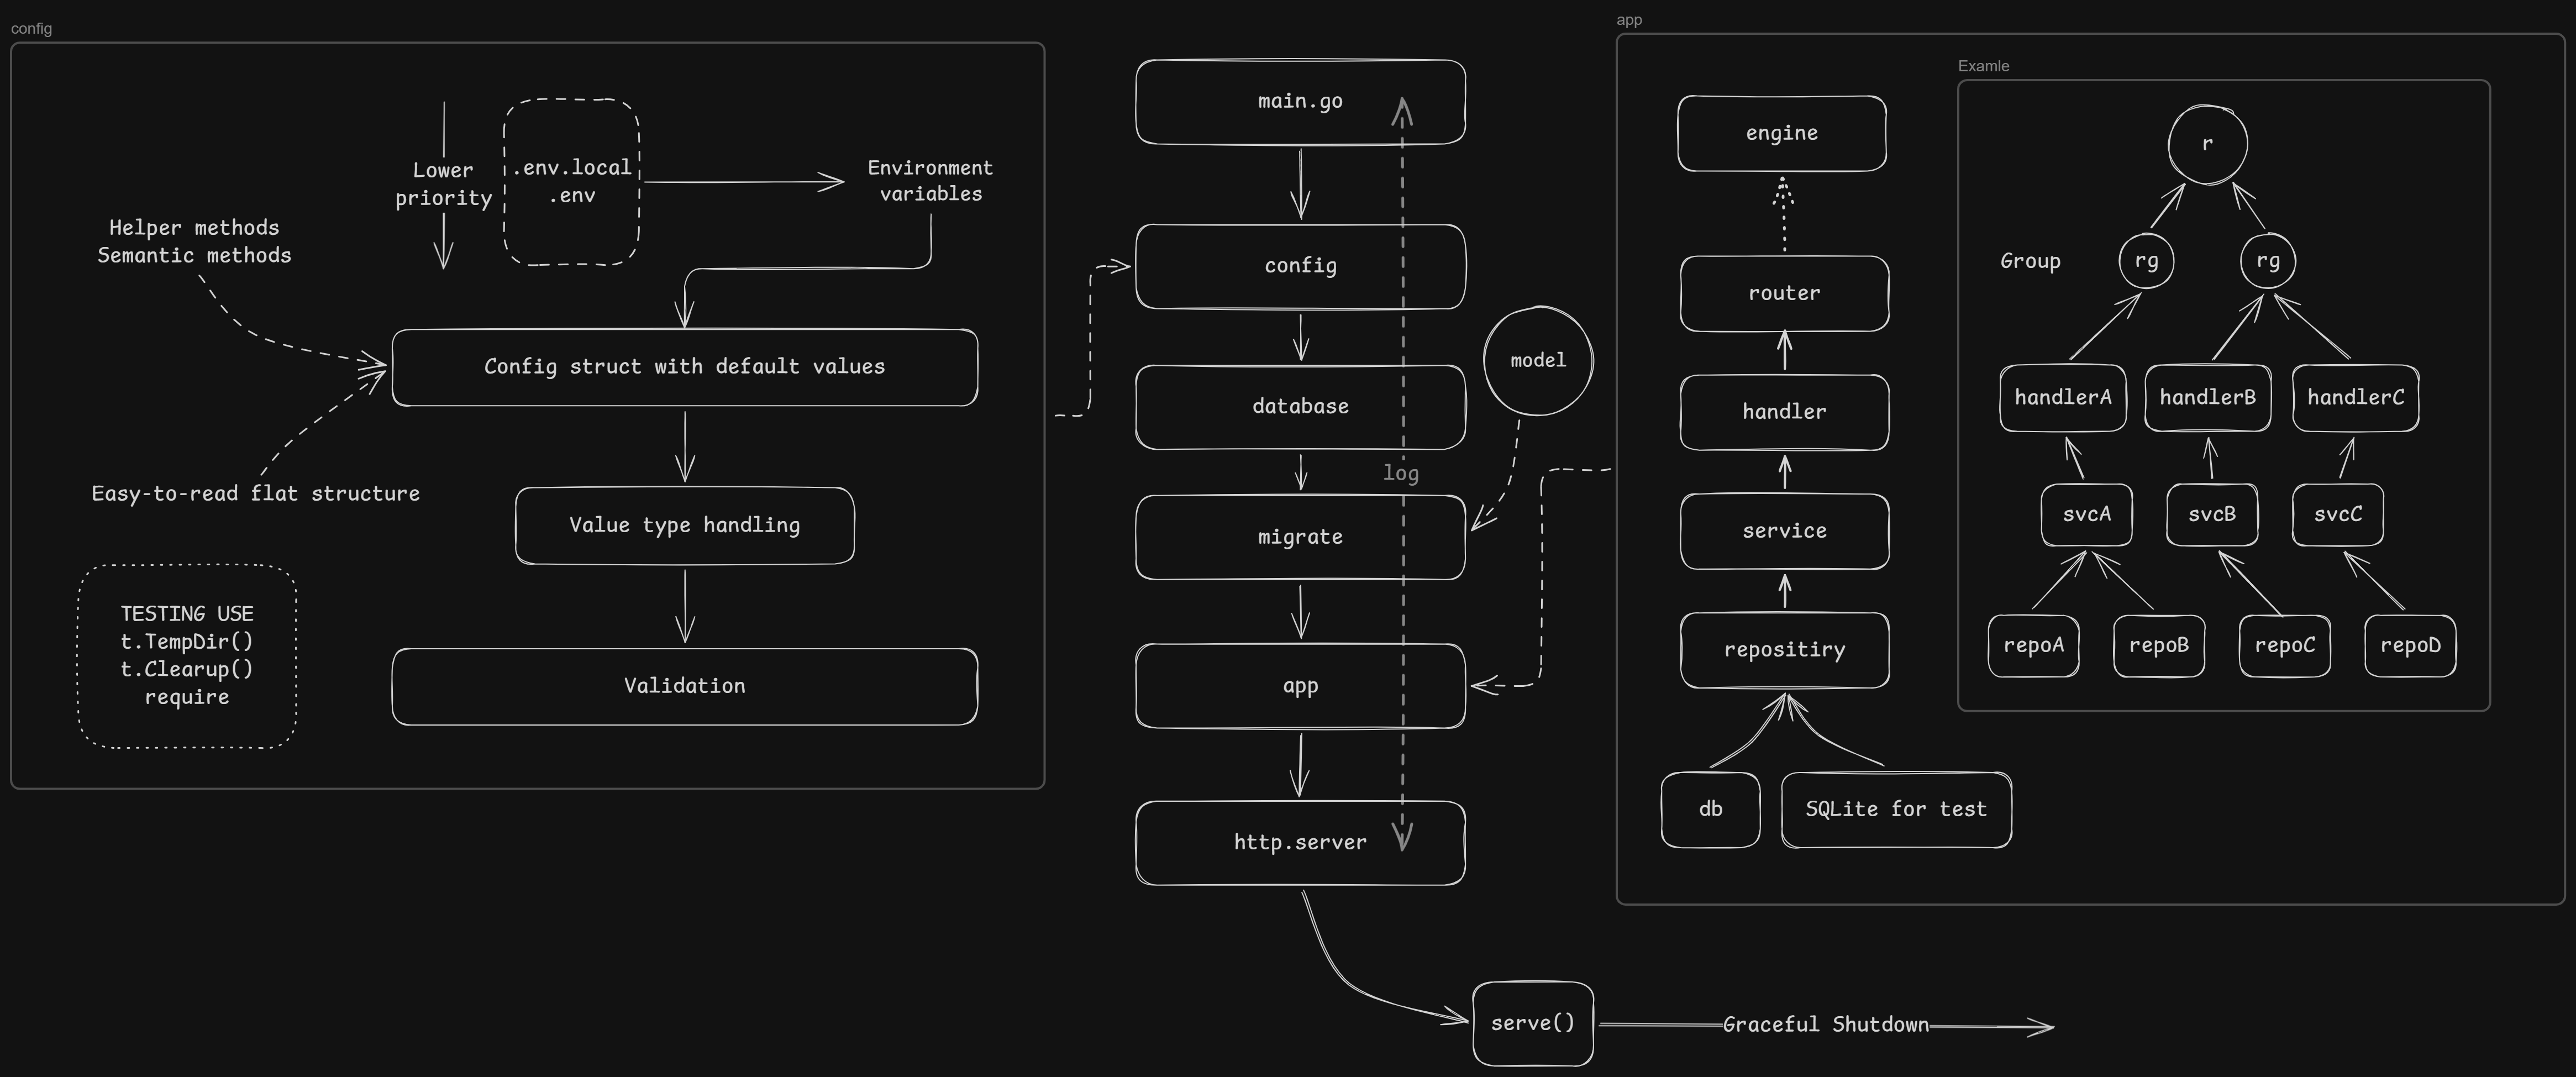 config
Lower
priority
.env.local
.env
Environment
variables
Helper methods
Semantic methods
Config struct with default values
Easy-to-read flat structure
Value type handling
TESTING USE
t.TempDir()
t.Clearup()
require
Validation
main.go
config
database
log
migrate
app
http.server
model
serve()
Graceful Shutdown
app
engine
router
handler
service
repositiry
db
SQLite for test
Examle
r
Group
rg
rg
handlerA
handlerB
handlerC
svcA
svcB
svcC
repoA
repoB
repoC
repoD